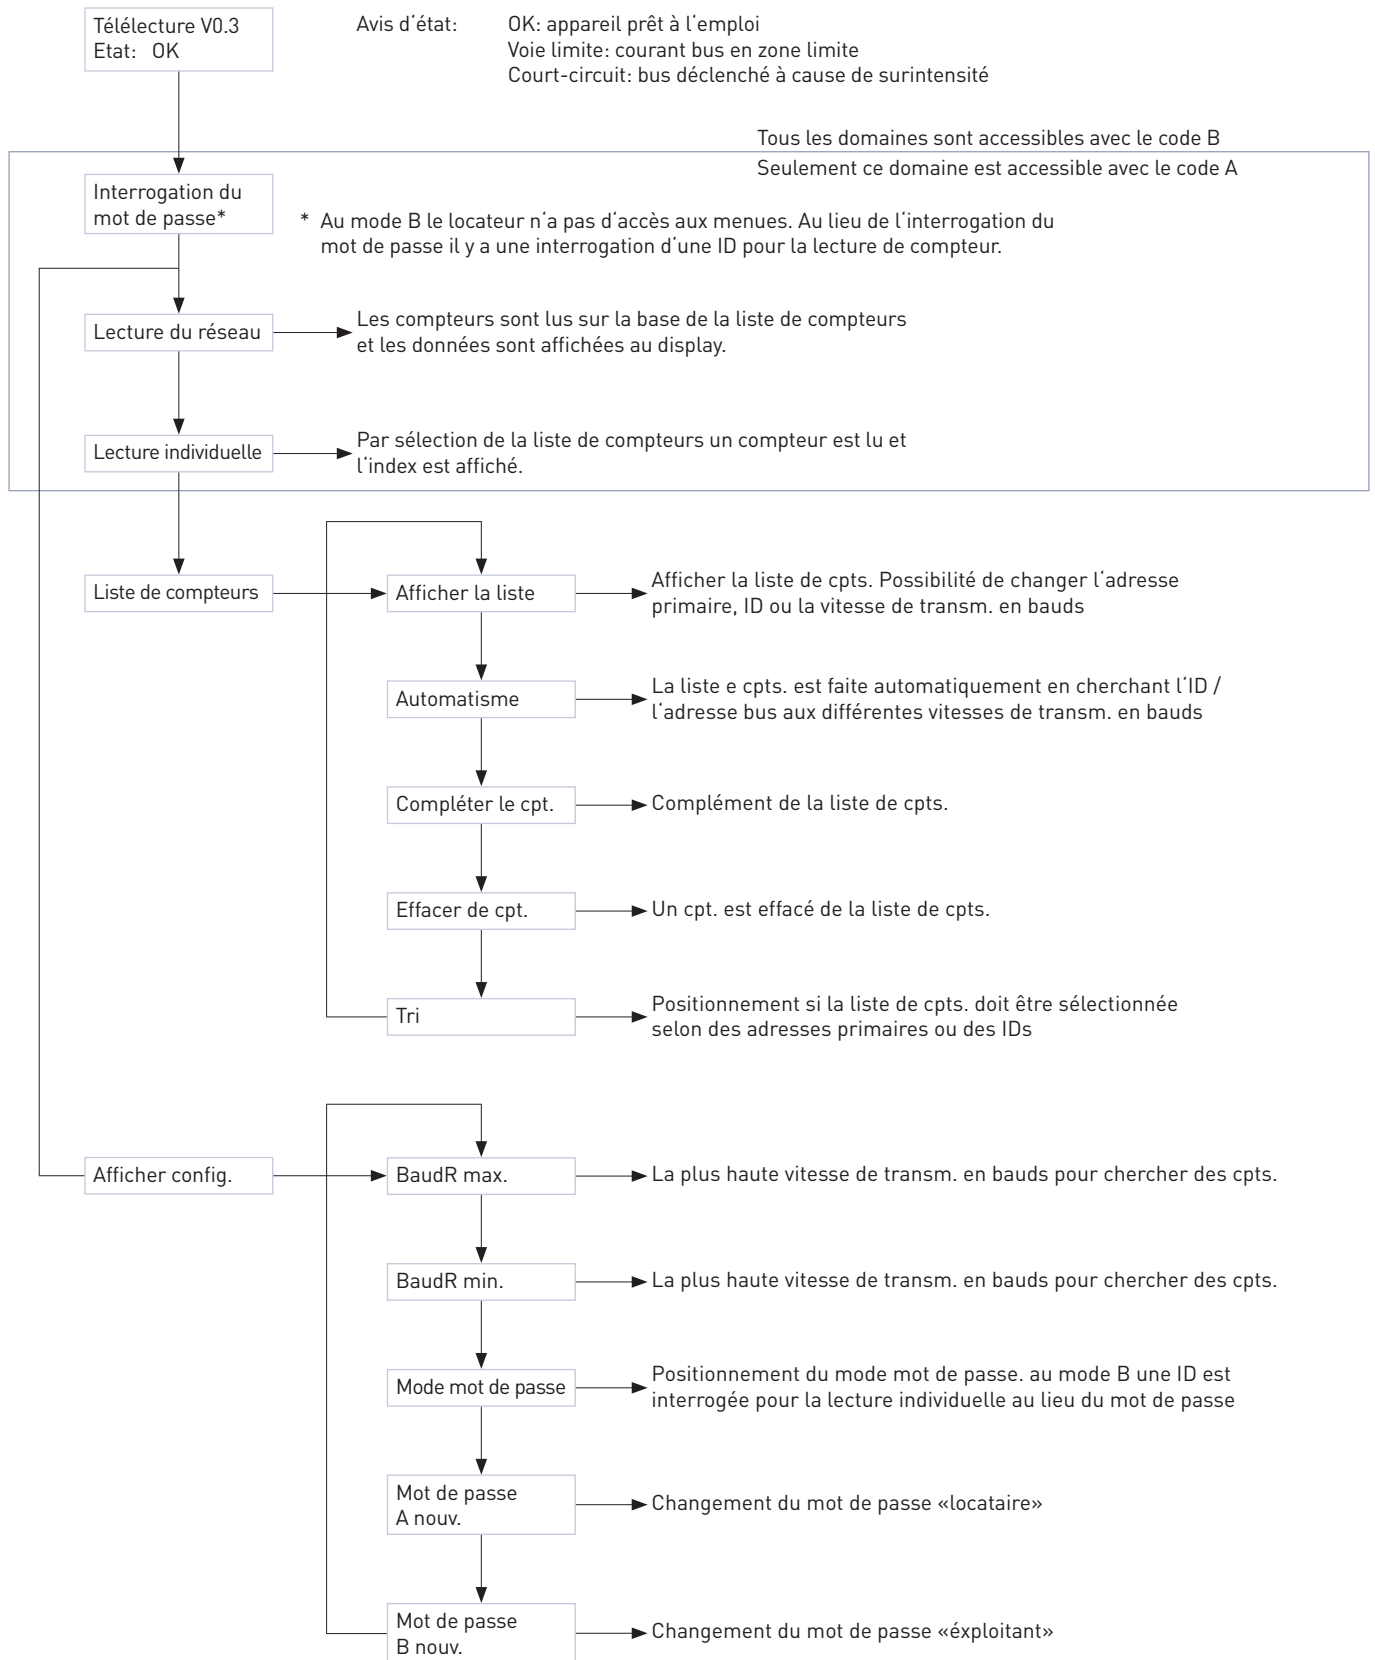 Télélecture V0.3
Etat: OK
Avis d‘état:
OK: appareil prêt à l‘emploi
Voie limite: courant bus en zone limite
Court-circuit: bus déclenché à cause de surintensité
Tous les domaines sont accessibles avec le code B
Seulement ce domaine est accessible avec le code A
Interrogation du
mot de passe*
* Au mode B le locateur n‘a pas d‘accès aux menues. Au lieu de l‘interrogation du
mot de passe il y a une interrogation d‘une ID pour la lecture de compteur.
Lecture du réseau
Les compteurs sont lus sur la base de la liste de compteurs
et les données sont affichées au display.
Lecture individuelle
Par sélection de la liste de compteurs un compteur est lu et
l‘index est affiché.
Liste de compteurs
Afficher la liste
Afficher la liste de cpts. Possibilité de changer l‘adresse
primaire, ID ou la vitesse de transm. en bauds
Automatisme
La liste e cpts. est faite automatiquement en cherchant l‘ID /
l‘adresse bus aux différentes vitesses de transm. en bauds
Compléter le cpt.
Complément de la liste de cpts.
Effacer de cpt.
Un cpt. est effacé de la liste de cpts.
Tri
Positionnement si la liste de cpts. doit être sélectionnée
selon des adresses primaires ou des IDs
Afficher config.
BaudR max.
La plus haute vitesse de transm. en bauds pour chercher des cpts.
BaudR min.
La plus haute vitesse de transm. en bauds pour chercher des cpts.
Mode mot de passe
Positionnement du mode mot de passe. au mode B une ID est
interrogée pour la lecture individuelle au lieu du mot de passe
Mot de passe
A nouv.
Changement du mot de passe «locataire»
Mot de passe
B nouv.
Changement du mot de passe «éxploitant»